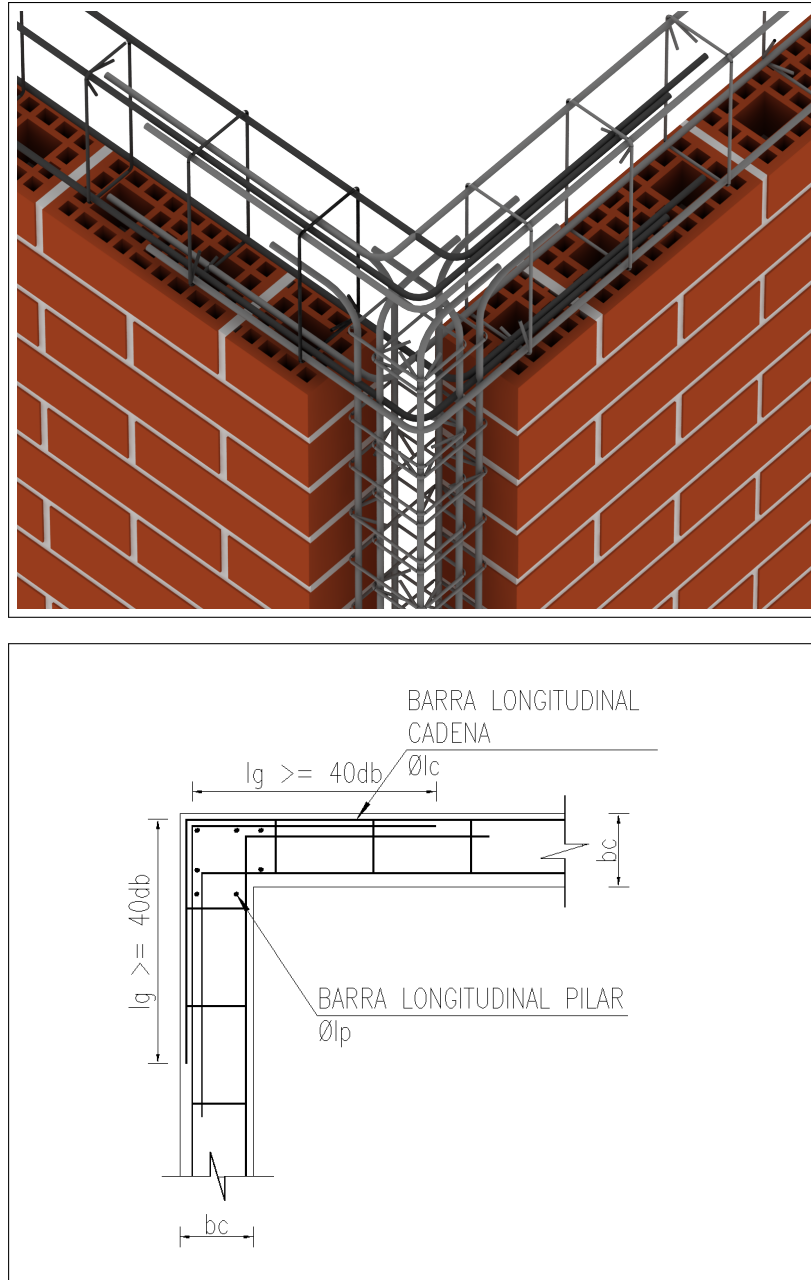 BARRA LONGITUDINAL
CADENA
Ølc
lg >= 40db
bc
lg >= 40db
BARRA LONGITUDINAL PILAR
Ølp
bc